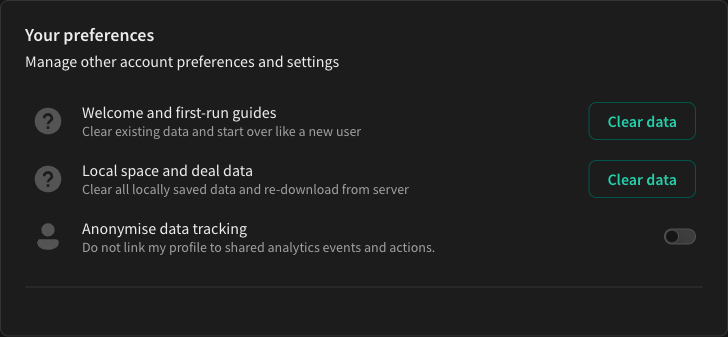 Your preferences
Manage other account preferences and settings
Welcome and first-run guides
Clear existing data and start over like a new user
Clear data
Local space and deal data
Clear all locally saved data and re-download from server
Clear data
Anonymise data tracking
Do not link my profile to shared analytics events and actions.